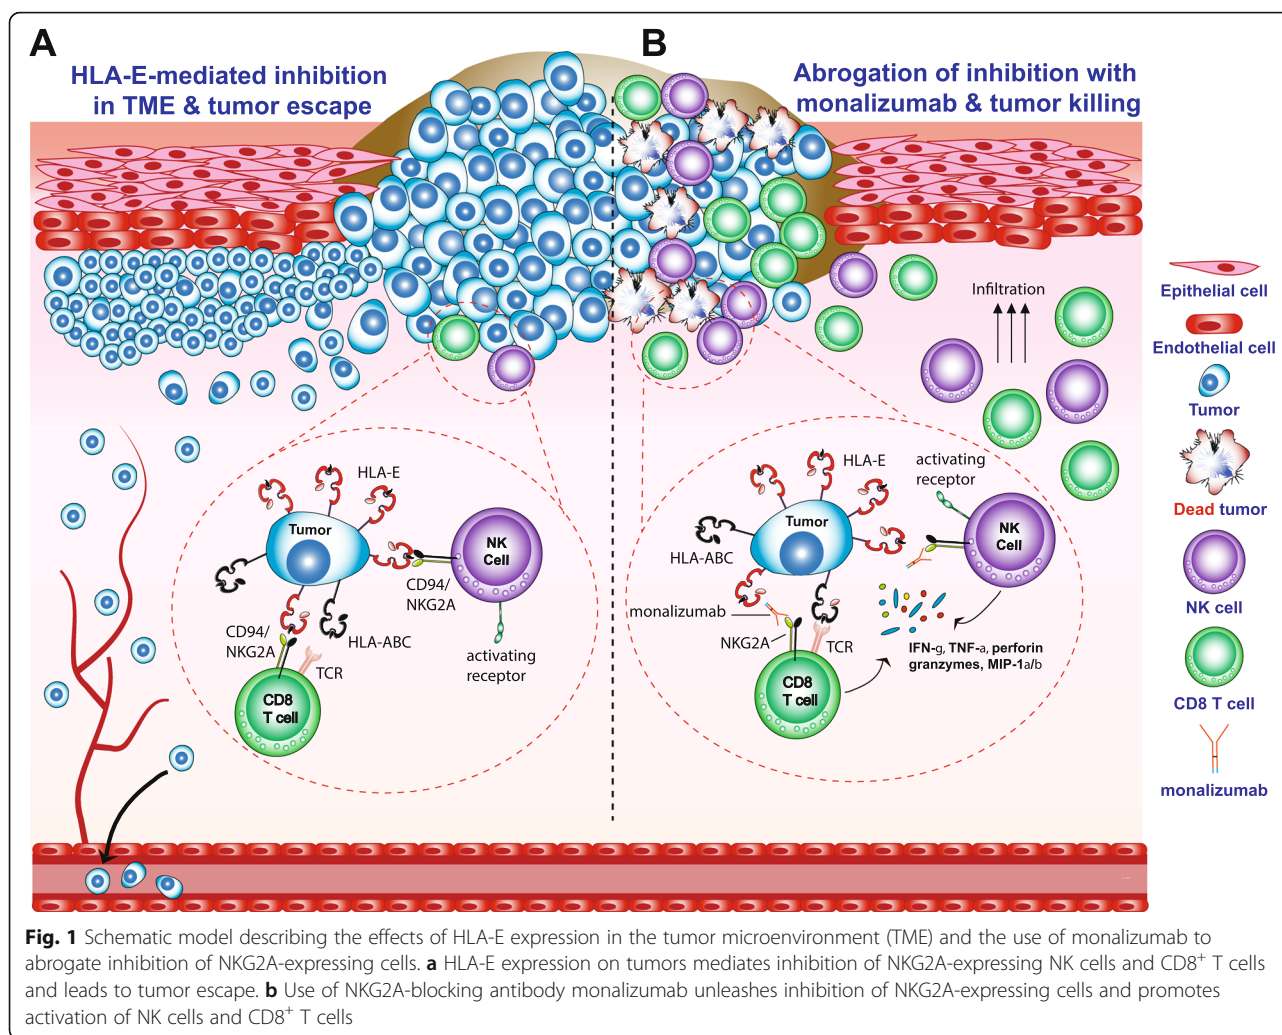 A
HLA-E-mediated inhibition
in TME & tumor escape
B
Abrogation of inhibition with
monalizumab & tumor killing
Infiltration
Epithelial cell
Endothelial cell
Tumor
Dead tumor
NK cell
CD8 T cell
monalizumab
HLA-E
Tumor
NK
Cell
CD94/
NKG2A
CD94/
NKG2A
HLA-ABC
TCR
activating
receptor
CD8
T cell
HLA-E
activating
receptor
Tumor
NK
Cell
HLA-ABC
monalizumab
NKG2A
TCR
IFN-g, TNF-a, perforin
granzymes, MIP-1a/b
CD8
T cell
Fig. 1 Schematic model describing the effects of HLA-E expression in the tumor microenvironment (TME) and the use of monalizumab to
abrogate inhibition of NKG2A-expressing cells. a HLA-E expression on tumors mediates inhibition of NKG2A-expressing NK cells and CD8⁺ T cells
and leads to tumor escape. b Use of NKG2A-blocking antibody monalizumab unleashes inhibition of NKG2A-expressing cells and promotes
activation of NK cells and CD8⁺ T cells